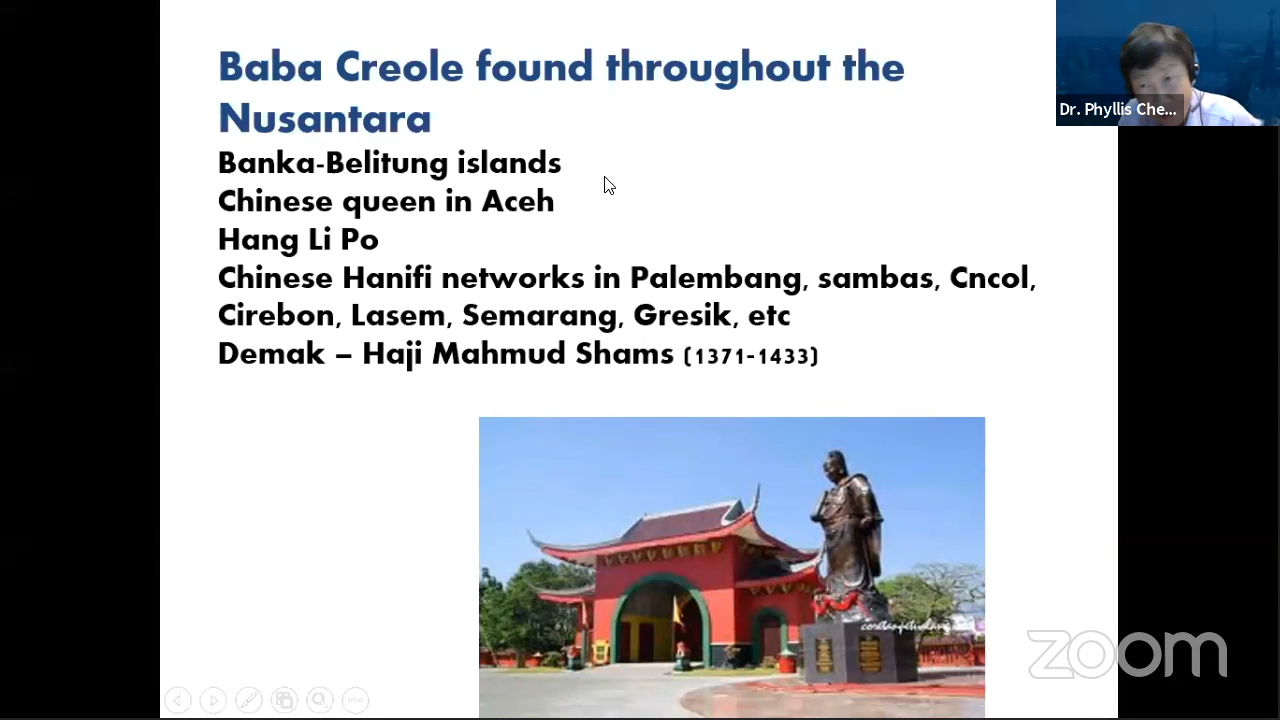 Baba Creole found throughout the
Nusantara
Banka-Belitung islands
Chinese queen in Aceh
Hang Li Po
Chinese Hanifi networks in Palembang, sambas, Cncol,
Cirebon, Lasem, Semarang, Gresik, etc
Demak – Haji Mahmud Shams (1371-1433)
Dr. Phyllis Che...
zoom